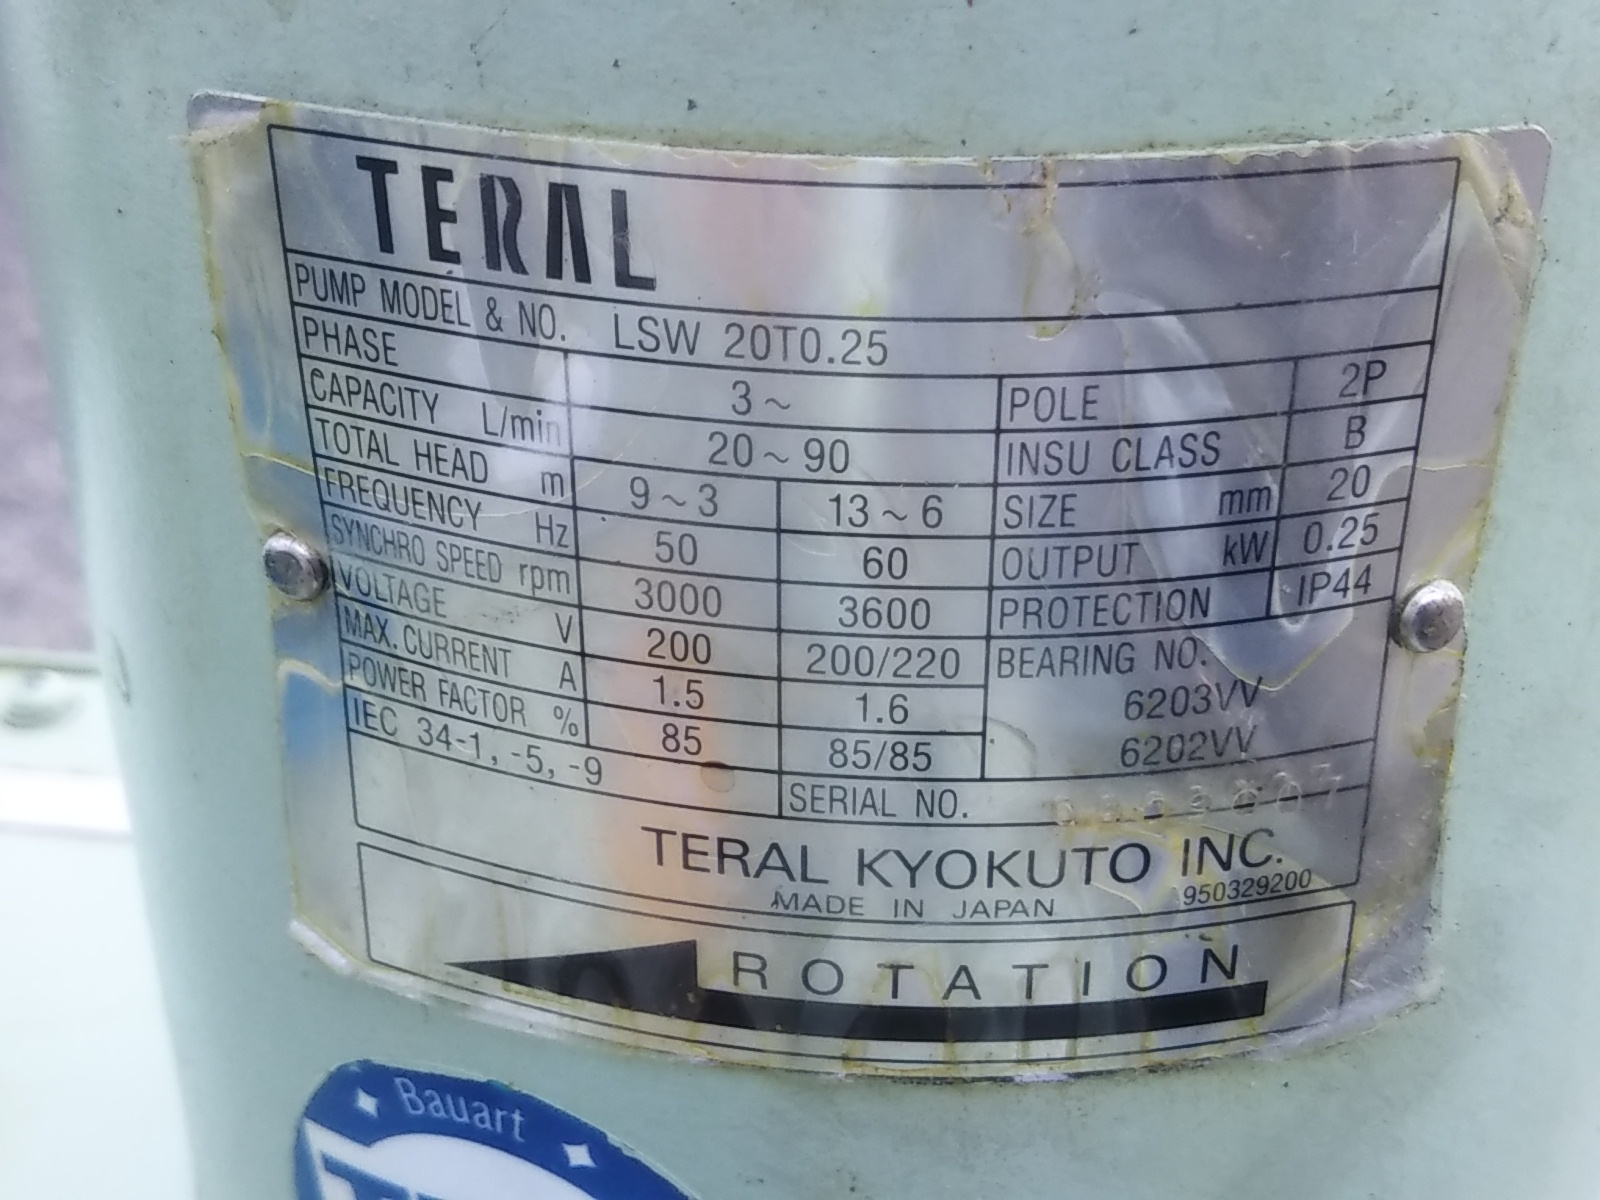 TERAL
PUMP MODEL & NO. LSW 20T0.25
PHASE 3~ POLE 2P
CAPACITY L/min 20~90 INSU CLASS B
TOTAL HEAD m 9~3 13~6 SIZE mm 20
FREQUENCY Hz 50 60 OUTPUT kW 0.25
SYNCHRO SPEED rpm 3000 3600 PROTECTION IP44
VOLTAGE V 200 200/220 BEARING NO.
MAX. CURRENT A 1.5 1.6 6203VV
POWER FACTOR % 85 85/85 6202VV
IEC 34-1, -5, -9 SERIAL NO.
TERAL KYOKUTO INC.
MADE IN JAPAN 950329200
ROTATION
Bauart